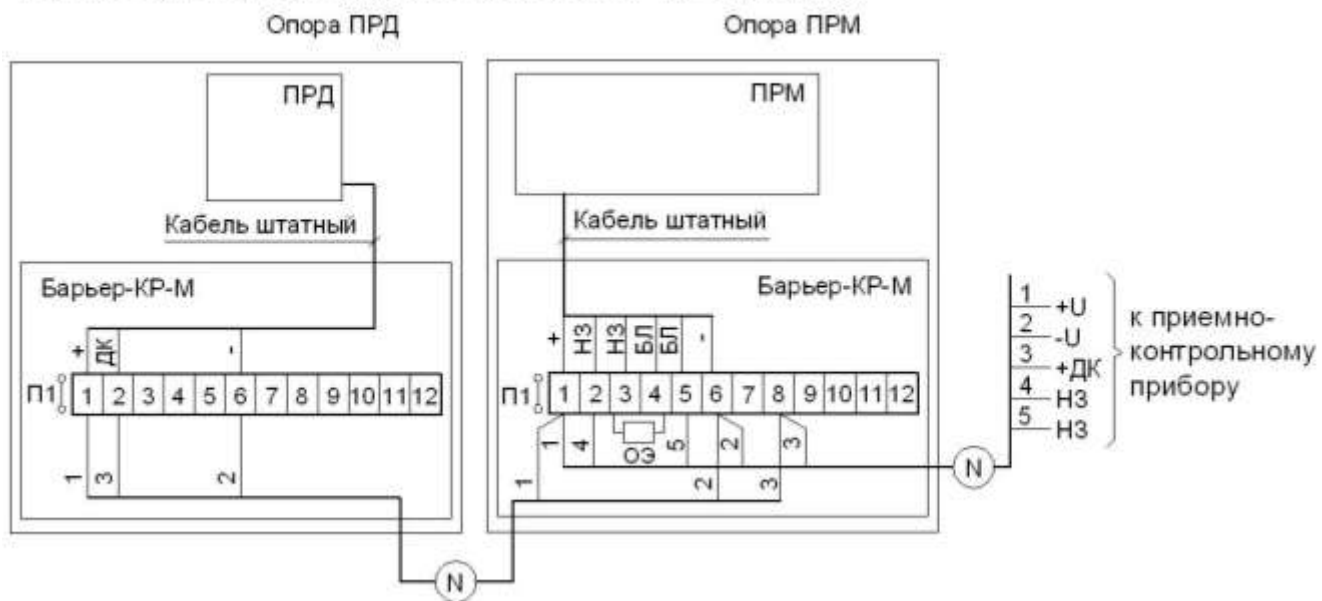 Опора ПРД
Опора ПРМ
ПРД
ПРМ
Кабель штатный
Кабель штатный
Барьер-КР-М
Барьер-КР-М
+ ДК -
+ НЗ НЗ БЛ БЛ -
П1 1 2 3 4 5 6 7 8 9 10 11 12
П1 1 2 3 4 5 6 7 8 9 10 11 12
1 3 2
1 4 ОЭ 5 2 3
1 2 3
N
N
1 +U
2 -U
3 +ДК
4 НЗ
5 НЗ
к приемно-
контрольному
прибору